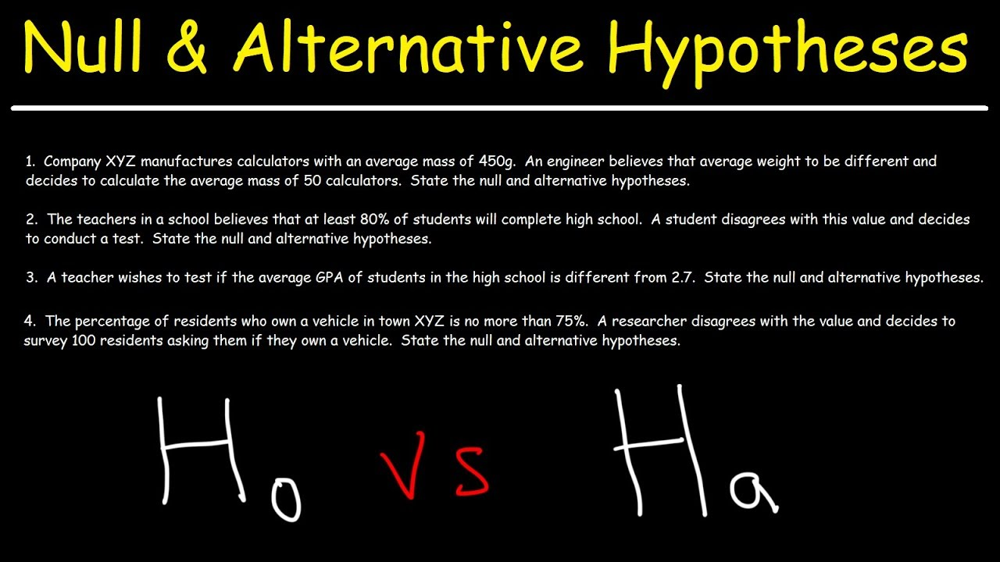 Null & Alternative Hypotheses
1. Company XYZ manufactures calculators with an average mass of 450g. An engineer believes that average weight to be different and
decides to calculate the average mass of 50 calculators. State the null and alternative hypotheses.
2. The teachers in a school believes that at least 80% of students will complete high school. A student disagrees with this value and decides
to conduct a test. State the null and alternative hypotheses.
3. A teacher wishes to test if the average GPA of students in the high school is different from 2.7. State the null and alternative hypotheses.
4. The percentage of residents who own a vehicle in town XYZ is no more than 75%. A researcher disagrees with the value and decides to
survey 100 residents asking them if they own a vehicle. State the null and alternative hypotheses.
H0 vs Ha